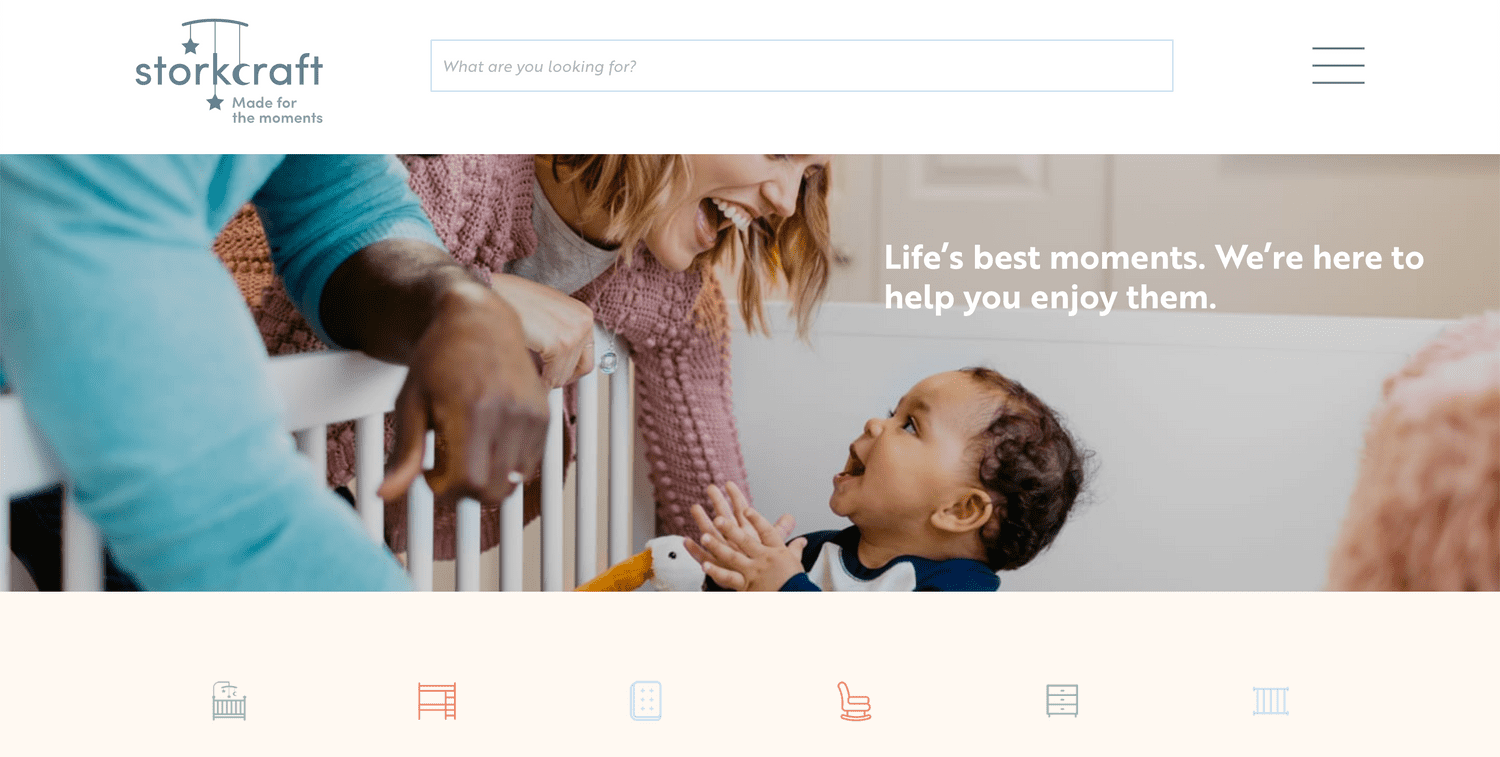 storkcraft
Made for
the moments
What are you looking for?
Life’s best moments. We’re here to
help you enjoy them.